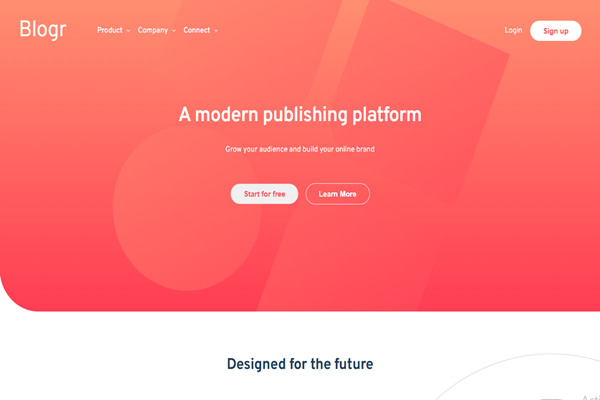 Blogr
Product
Company
Connect
Login
Sign up
A modern publishing platform
Grow your audience and build your online brand
Start for free
Learn More
Designed for the future